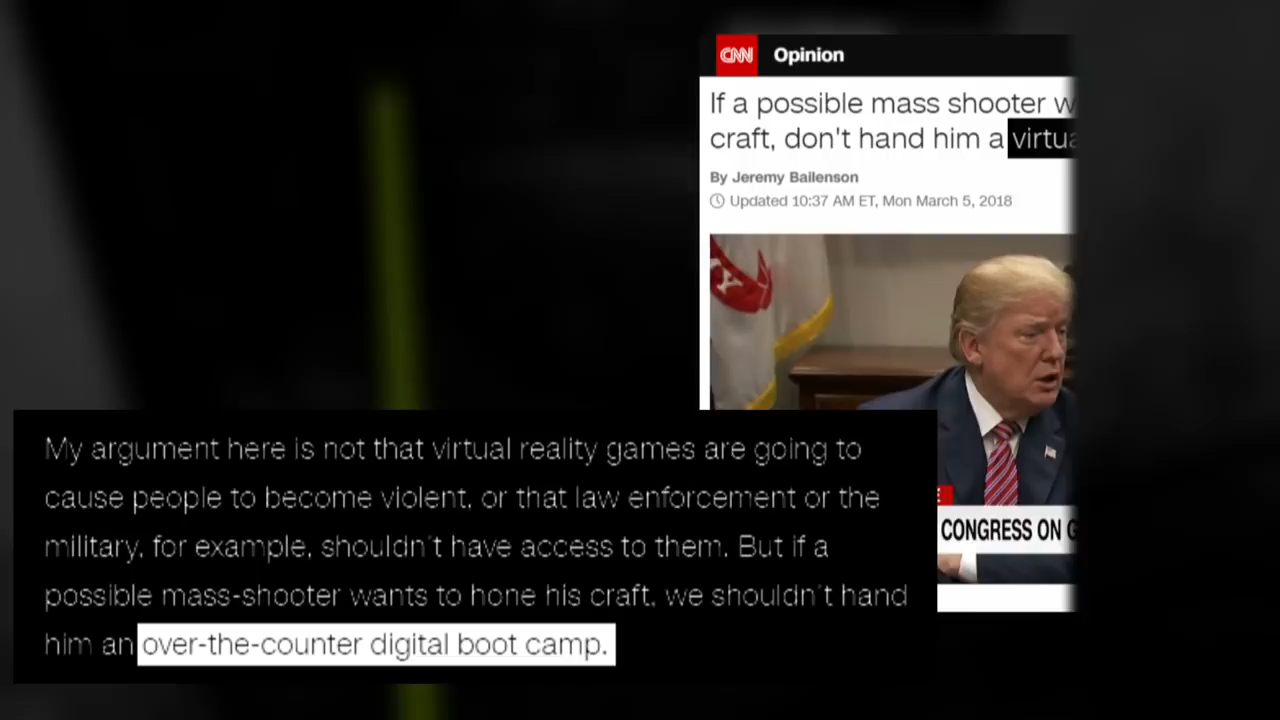 CNN Opinion
If a possible mass shooter w
craft, don't hand him a virtua
By Jeremy Bailenson
Updated 10:37 AM ET, Mon March 5, 2018
Y
CONGRESS ON G
My argument here is not that virtual reality games are going to
cause people to become violent, or that law enforcement or the
military, for example, shouldn't have access to them. But if a
possible mass-shooter wants to hone his craft, we shouldn't hand
him an over-the-counter digital boot camp.